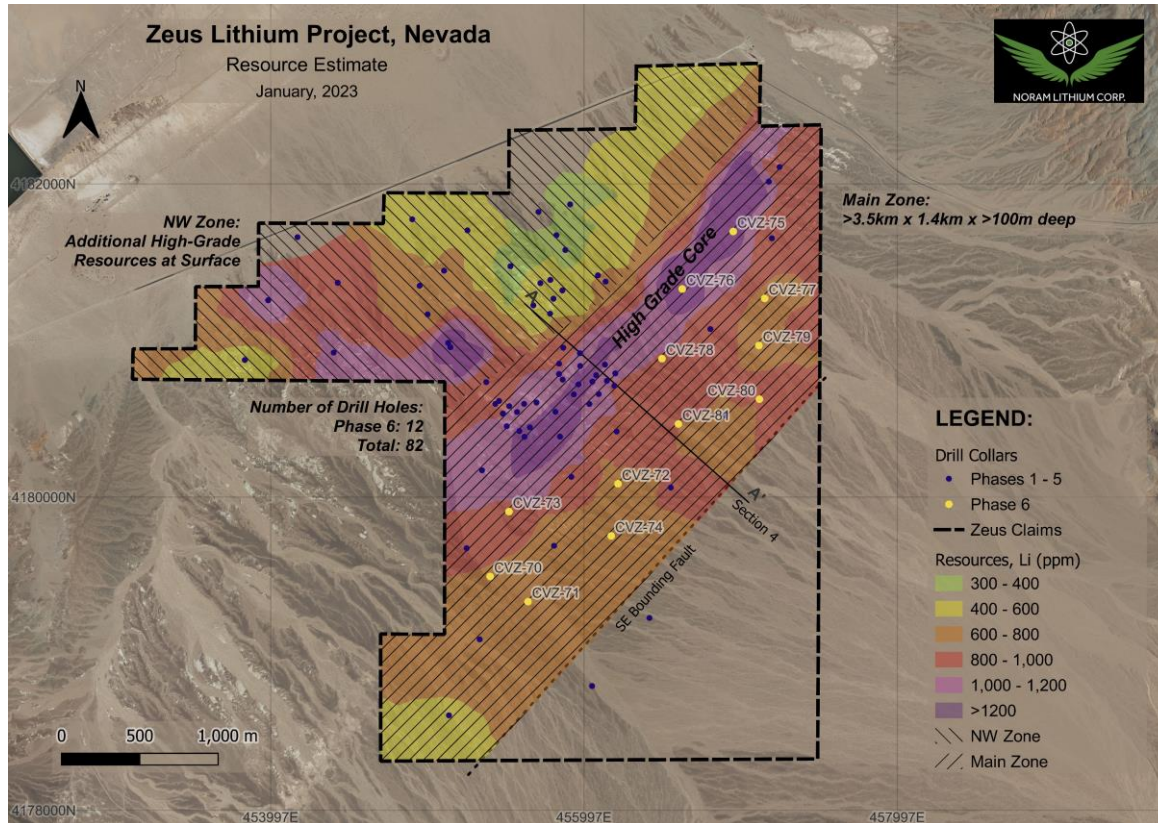 Zeus Lithium Project, Nevada
Resource Estimate
January, 2023
N
NORAM LITHIUM CORP.
4182000N
NW Zone:
Additional High-Grade
Resources at Surface
Main Zone:
>3.5km x 1.4km x >100m deep
CVZ-75
CVZ-76
CVZ-77
High Grade Core
A
CVZ-79
CVZ-78
CVZ-80
CVZ-81
Number of Drill Holes:
Phase 6: 12
Total: 82
CVZ-72
4180000N
A'
Section 4
CVZ-73
CVZ-74
CVZ-70
CVZ-71
SE Bounding Fault
LEGEND:
Drill Collars
Phases 1 - 5
Phase 6
Zeus Claims
Resources, Li (ppm)
300 - 400
400 - 600
600 - 800
800 - 1,000
1,000 - 1,200
>1200
NW Zone
Main Zone
0 500 1,000 m
4178000N
453997E
455997E
457997E